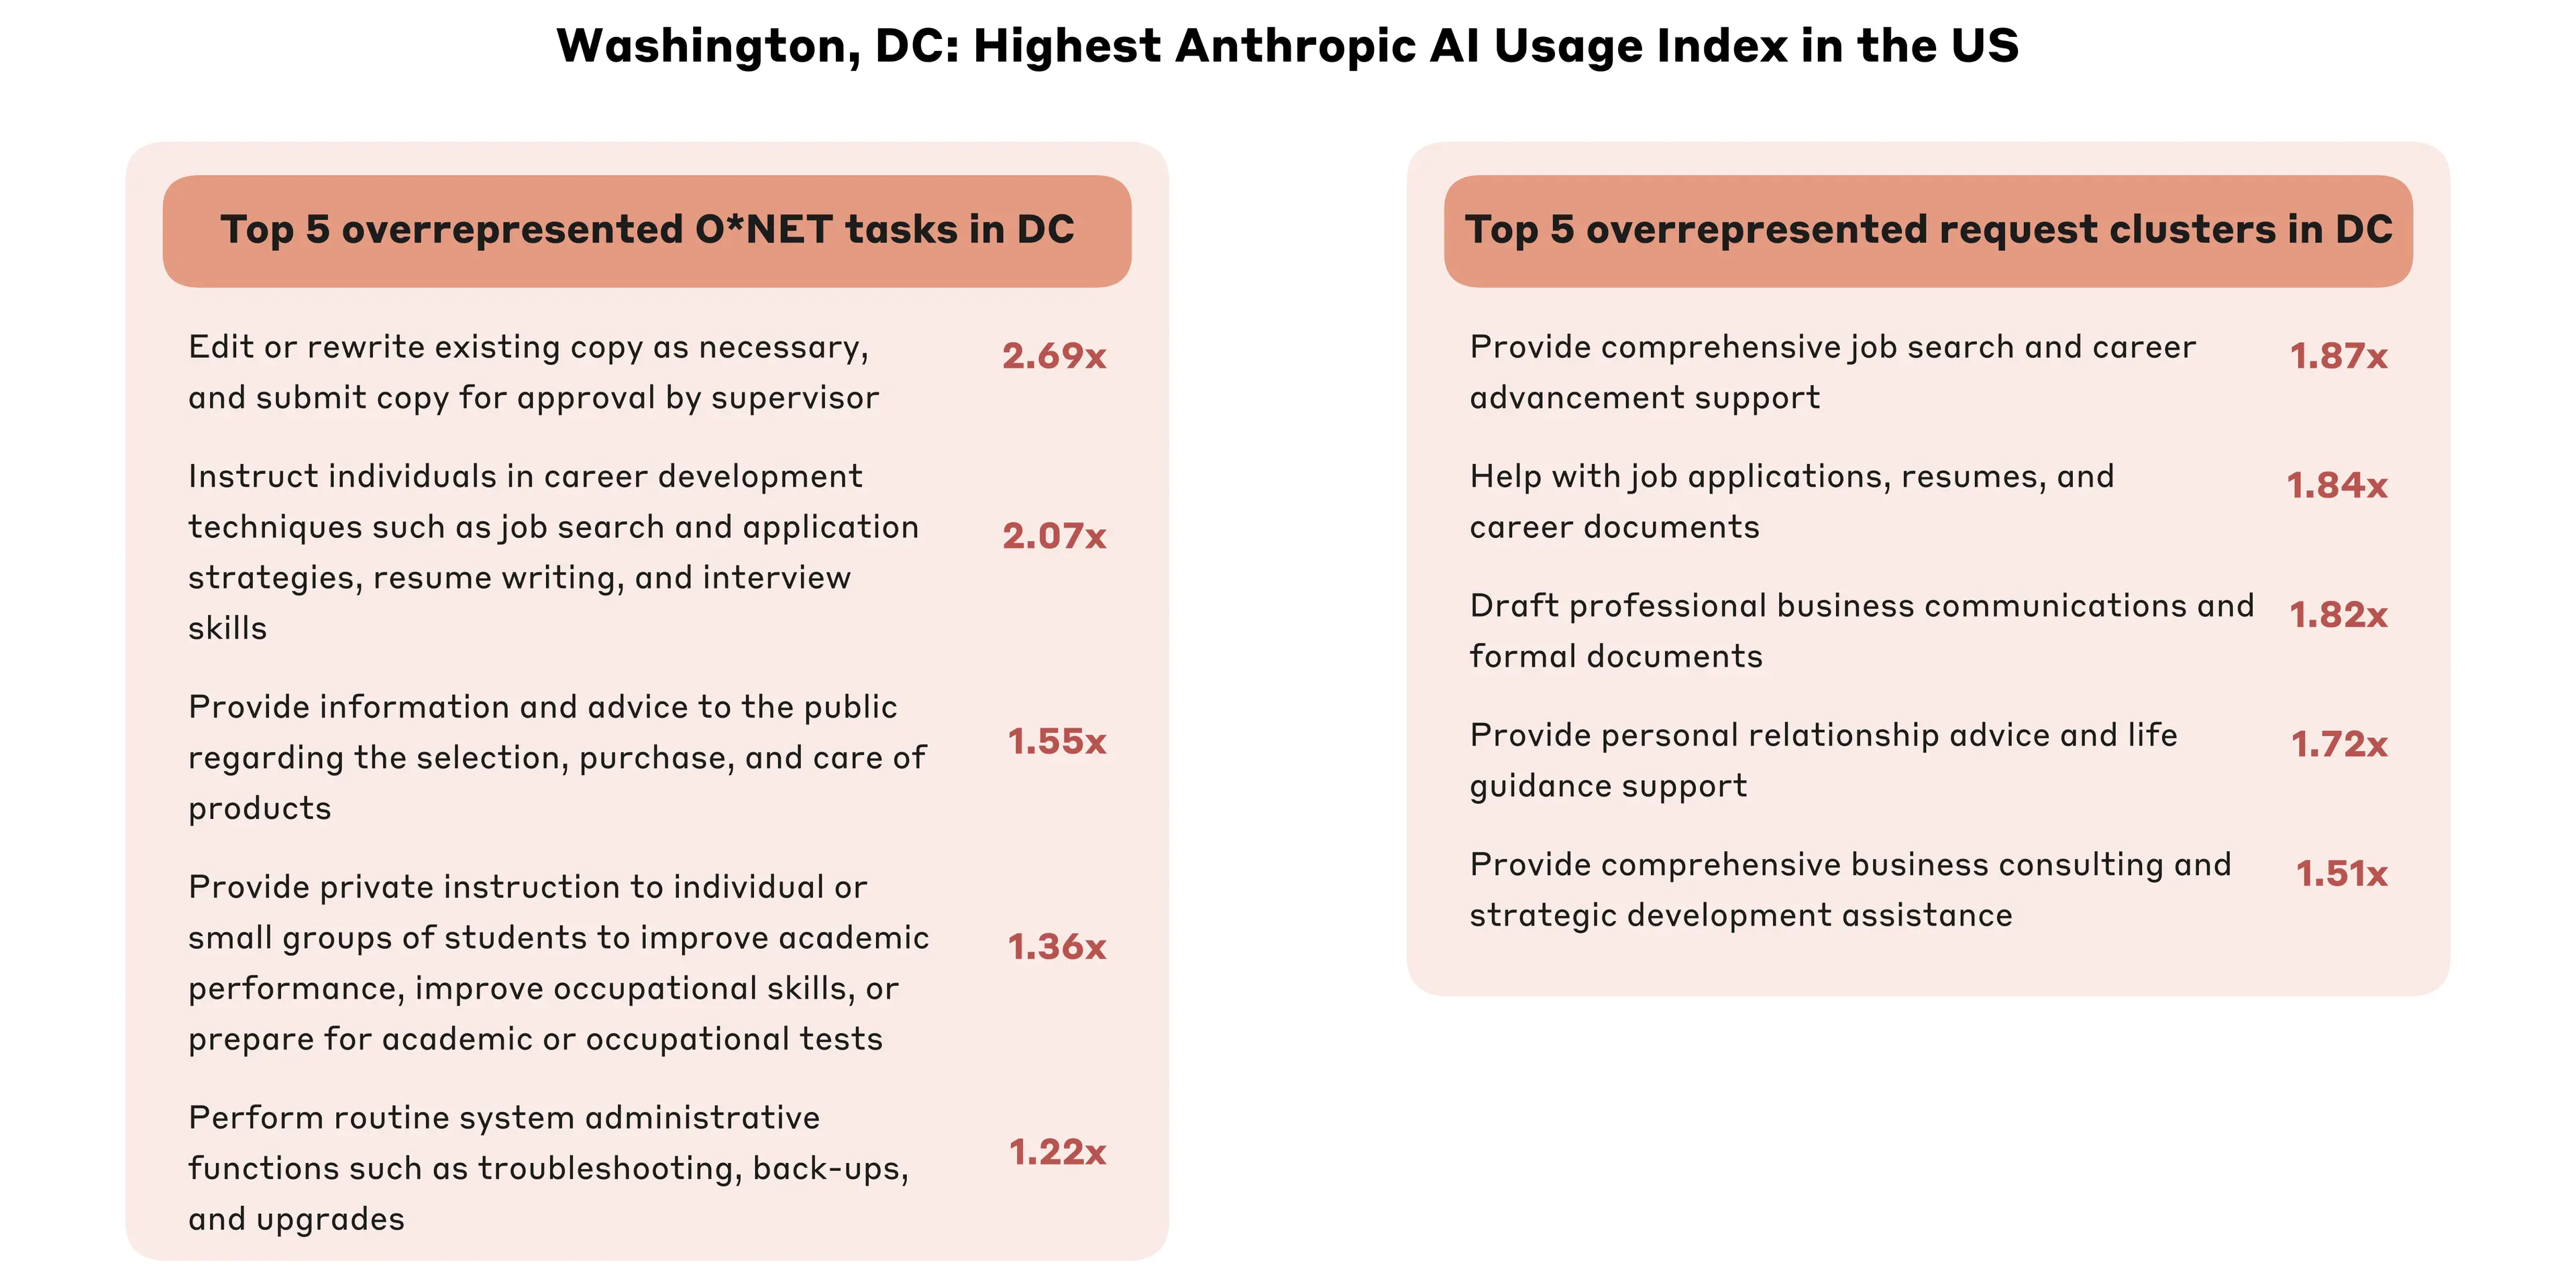 Washington, DC: Highest Anthropic AI Usage Index in the US
Top 5 overrepresented O*NET tasks in DC
Edit or rewrite existing copy as necessary,
and submit copy for approval by supervisor
2.69x
Instruct individuals in career development
techniques such as job search and application
strategies, resume writing, and interview
skills
2.07x
Provide information and advice to the public
regarding the selection, purchase, and care of
products
1.55x
Provide private instruction to individual or
small groups of students to improve academic
performance, improve occupational skills, or
prepare for academic or occupational tests
1.36x
Perform routine system administrative
functions such as troubleshooting, back-ups,
and upgrades
1.22x
Top 5 overrepresented request clusters in DC
Provide comprehensive job search and career
advancement support
1.87x
Help with job applications, resumes, and
career documents
1.84x
Draft professional business communications and
formal documents
1.82x
Provide personal relationship advice and life
guidance support
1.72x
Provide comprehensive business consulting and
strategic development assistance
1.51x